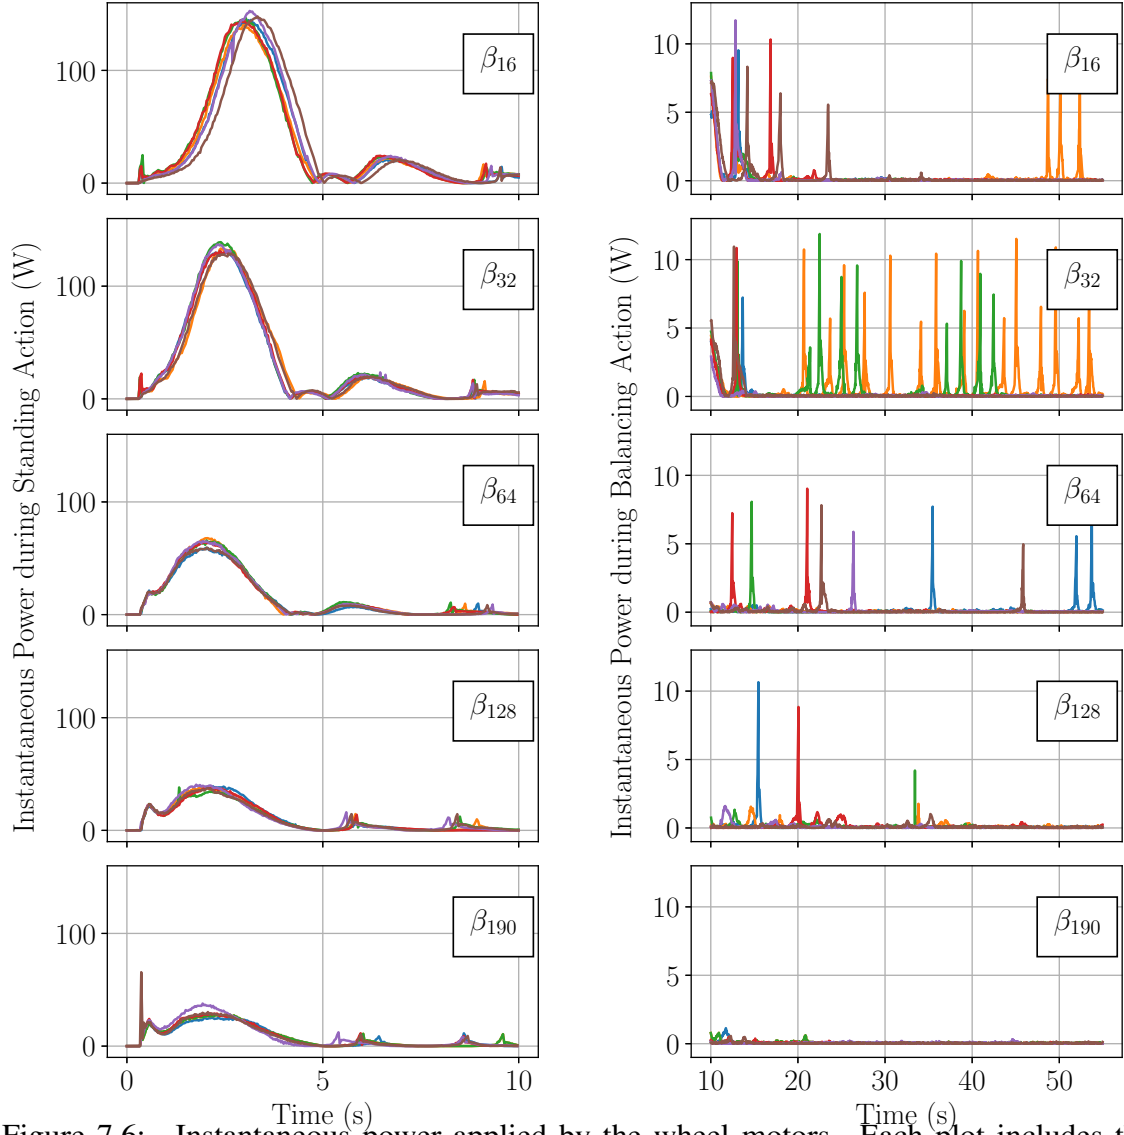 Instantaneous Power during Standing Action (W)
100
0
β16
100
0
β32
100
0
β64
100
0
β128
100
0
β190
0 5 10
Time (s)
Instantaneous Power during Balancing Action (W)
10
5
0
β16
10
5
0
β32
10
5
0
β64
10
5
0
β128
10
5
0
β190
10 20 30 40 50
Time (s)
Figure 7.6: Instantaneous power applied by the wheel motors. Each plot includes